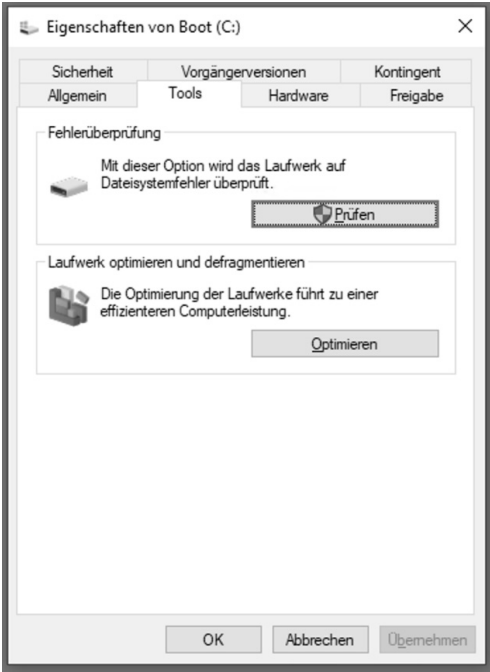 Eigenschaften von Boot (C:)
Sicherheit Vorgängerversionen Kontingent
Allgemein Tools Hardware Freigabe
Fehlerüberprüfung
Mit dieser Option wird das Laufwerk auf
Dateisystemfehler überprüft.
Prüfen
Laufwerk optimieren und defragmentieren
Die Optimierung der Laufwerke führt zu einer
effizienteren Computerleistung.
Optimieren
OK Abbrechen Übernehmen